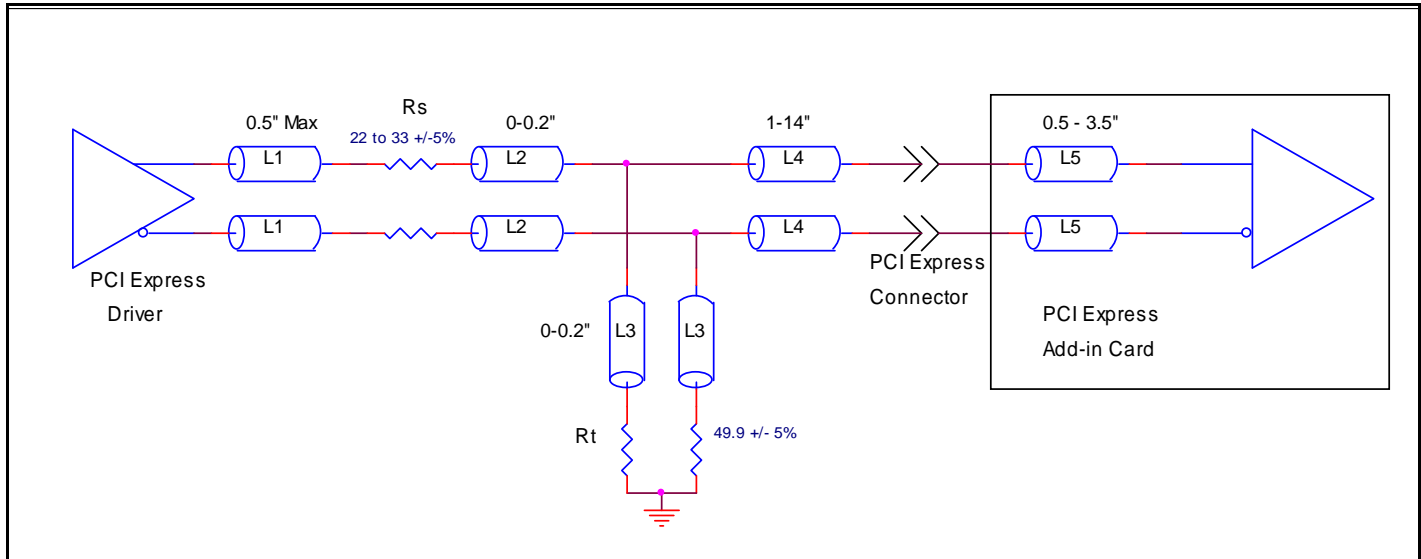 Rs
0.5" Max
22 to 33 +/-5%
0-0.2"
1-14"
0.5 - 3.5"
L1
L2
L4
L5
L1
L2
L4
L5
PCI Express
Driver
PCI Express
Connector
PCI Express
Add-in Card
0-0.2"
L3
L3
Rt
49.9 +/- 5%